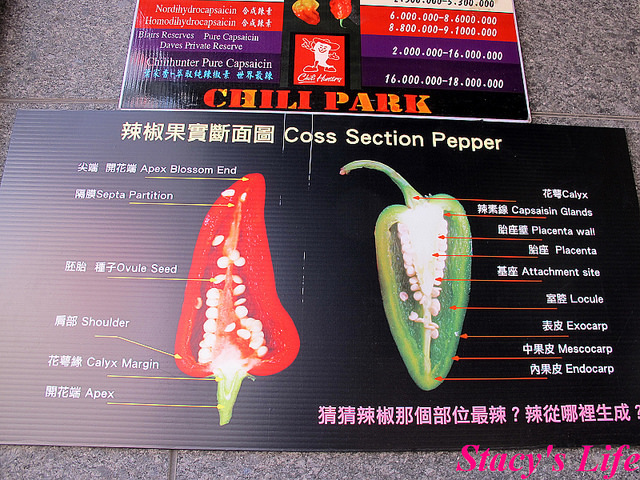 Nordihydrocapsaicin 合成辣素
Homodihydrocapsaicin 合成辣素
6.000.000-8.6000.000
8.800.000-9.1000.000
Blairs Reserves Pure Capsaicin
Daves Private Reserve
2.000.000-16.000.000
Chilihunter Pure Capsaicin
世界最辣
16.000.000-18.000.000
Chili Hunters
CHILI PARK
辣椒果實斷面圖 Coss Section Pepper
尖端 開花端 Apex Blossom End
隔膜Septa Partition
胚胎 種子Ovule Seed
肩部 Shoulder
花萼緣 Calyx Margin
開花端 Apex
花萼Calyx
辣素線 Capsaisin Glands
胎座壁 Placenta wall
胎座 Placenta
基座 Attachment site
室腔 Locule
表皮 Exocarp
中果皮 Mescocarp
內果皮 Endocarp
猜猜辣椒那個部位最辣？辣從哪裡生成？
Stacy's Life